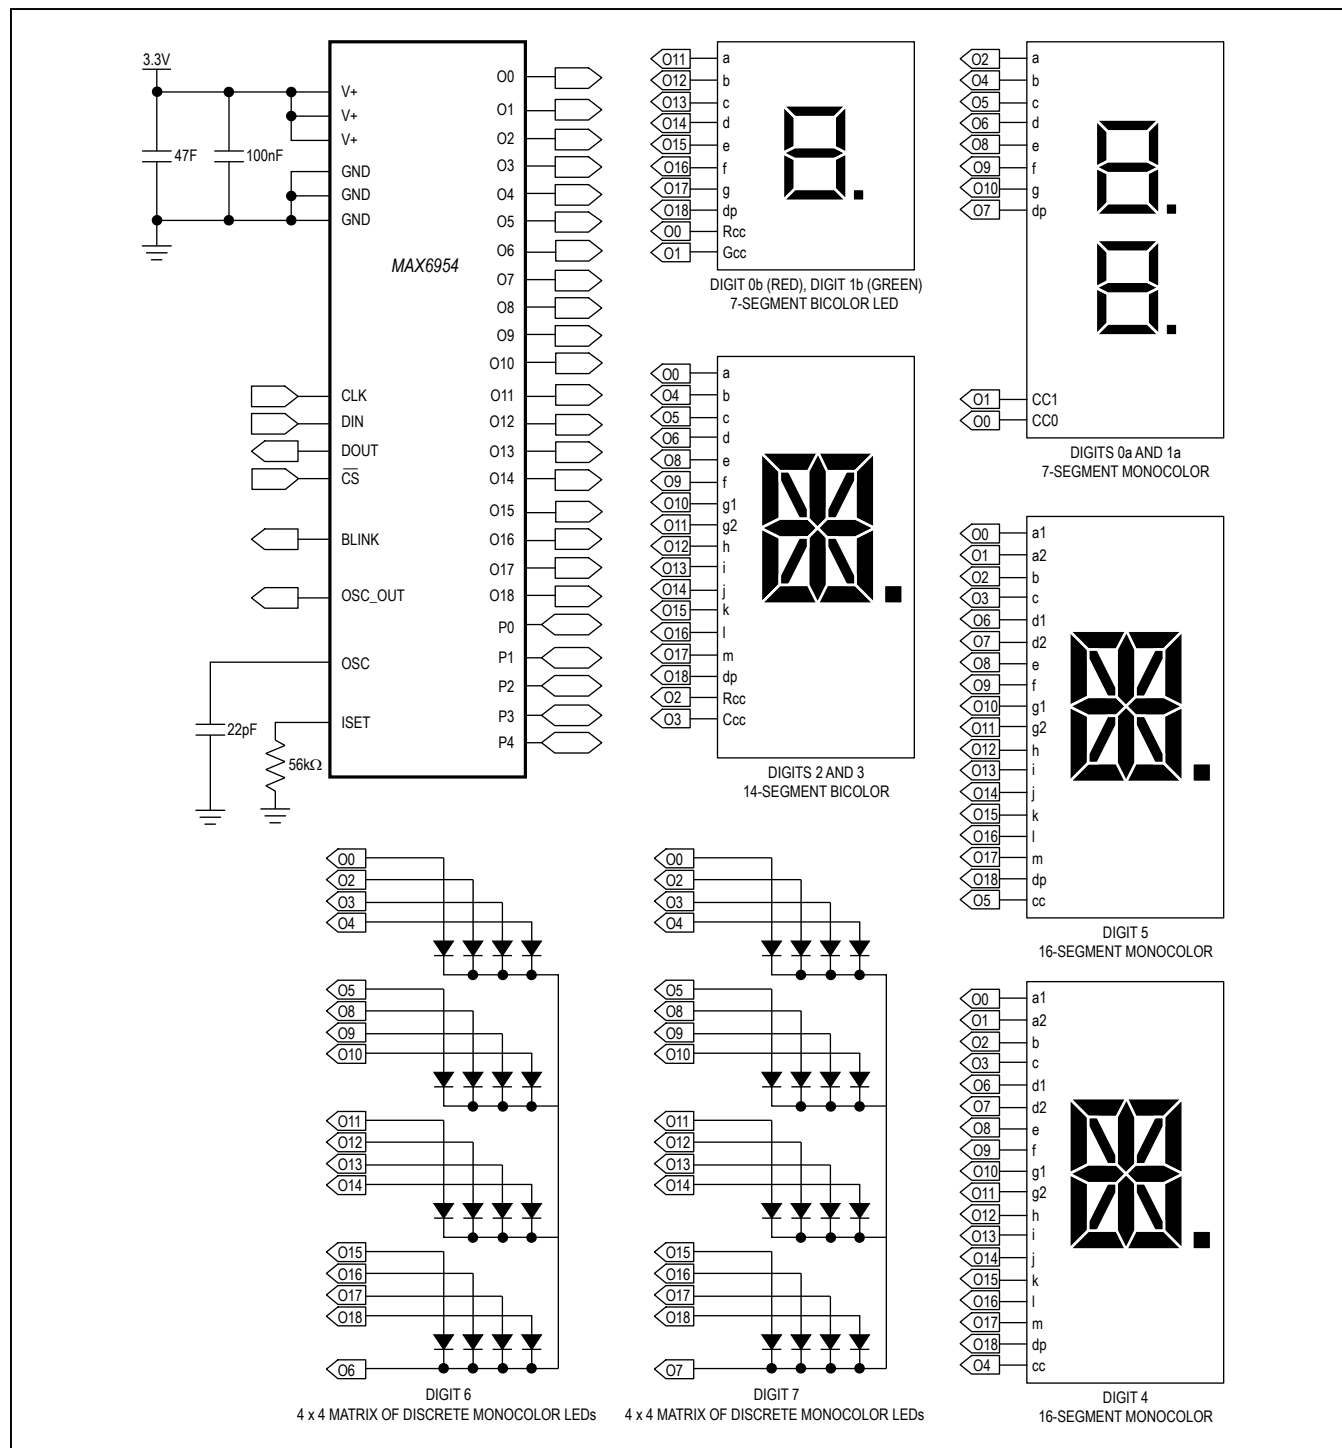 3.3V
47F
100nF
V+
V+
V+
GND
GND
GND
MAX6954
CLK
DIN
DOUT
CS
BLINK
OSC_OUT
OSC
ISET
22pF
56kΩ
O0
O1
O2
O3
O4
O5
O6
O7
O8
O9
O10
O11
O12
O13
O14
O15
O16
O17
O18
P0
P1
P2
P3
P4
O11 a
O12 b
O13 c
O14 d
O15 e
O16 f
O17 g
O18 dp
O0 Rcc
O1 Gcc
DIGIT 0b (RED), DIGIT 1b (GREEN)
7-SEGMENT BICOLOR LED
O2 a
O4 b
O5 c
O6 d
O8 e
O9 f
O10 g
O7 dp
O1 CC1
O0 CC0
DIGITS 0a AND 1a
7-SEGMENT MONOCOLOR
O0 a
O4 b
O5 c
O6 d
O8 e
O9 f
O10 g1
O11 g2
O12 h
O13 i
O14 j
O15 k
O16 l
O17 m
O18 dp
O2 Rcc
O3 Ccc
DIGITS 2 AND 3
14-SEGMENT BICOLOR
O0 a1
O1 a2
O2 b
O3 c
O6 d1
O7 d2
O8 e
O9 f
O10 g1
O11 g2
O12 h
O13 i
O14 j
O15 k
O16 l
O17 m
O18 dp
O5 cc
DIGIT 5
16-SEGMENT MONOCOLOR
O0
O2
O3
O4
O5
O8
O9
O10
O11
O12
O13
O14
O15
O16
O17
O18
O6
DIGIT 6
4 x 4 MATRIX OF DISCRETE MONOCOLOR LEDs
O0
O2
O3
O4
O5
O8
O9
O10
O11
O12
O13
O14
O15
O16
O17
O18
O7
DIGIT 7
4 x 4 MATRIX OF DISCRETE MONOCOLOR LEDs
O0 a1
O1 a2
O2 b
O3 c
O6 d1
O7 d2
O8 e
O9 f
O10 g1
O11 g2
O12 h
O13 i
O14 j
O15 k
O16 l
O17 m
O18 dp
O4 cc
DIGIT 4
16-SEGMENT MONOCOLOR